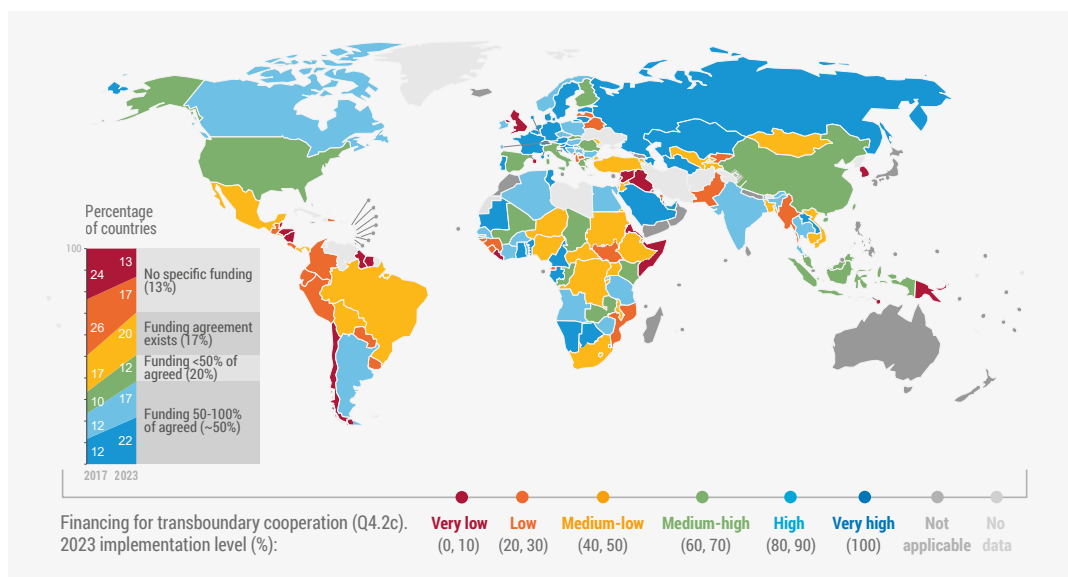 Percentage
of countries
100
24
13
17
26
20
17
12
10
17
12
22
12
2017 2023
No specific funding
(13%)
Funding agreement
exists (17%)
Funding <50% of
agreed (20%)
Funding 50-100%
of agreed (~50%)
Financing for transboundary cooperation (Q4.2c).
2023 implementation level (%):
Very low
(0, 10)
Low
(20, 30)
Medium-low
(40, 50)
Medium-high
(60, 70)
High
(80, 90)
Very high
(100)
Not
applicable
No
data